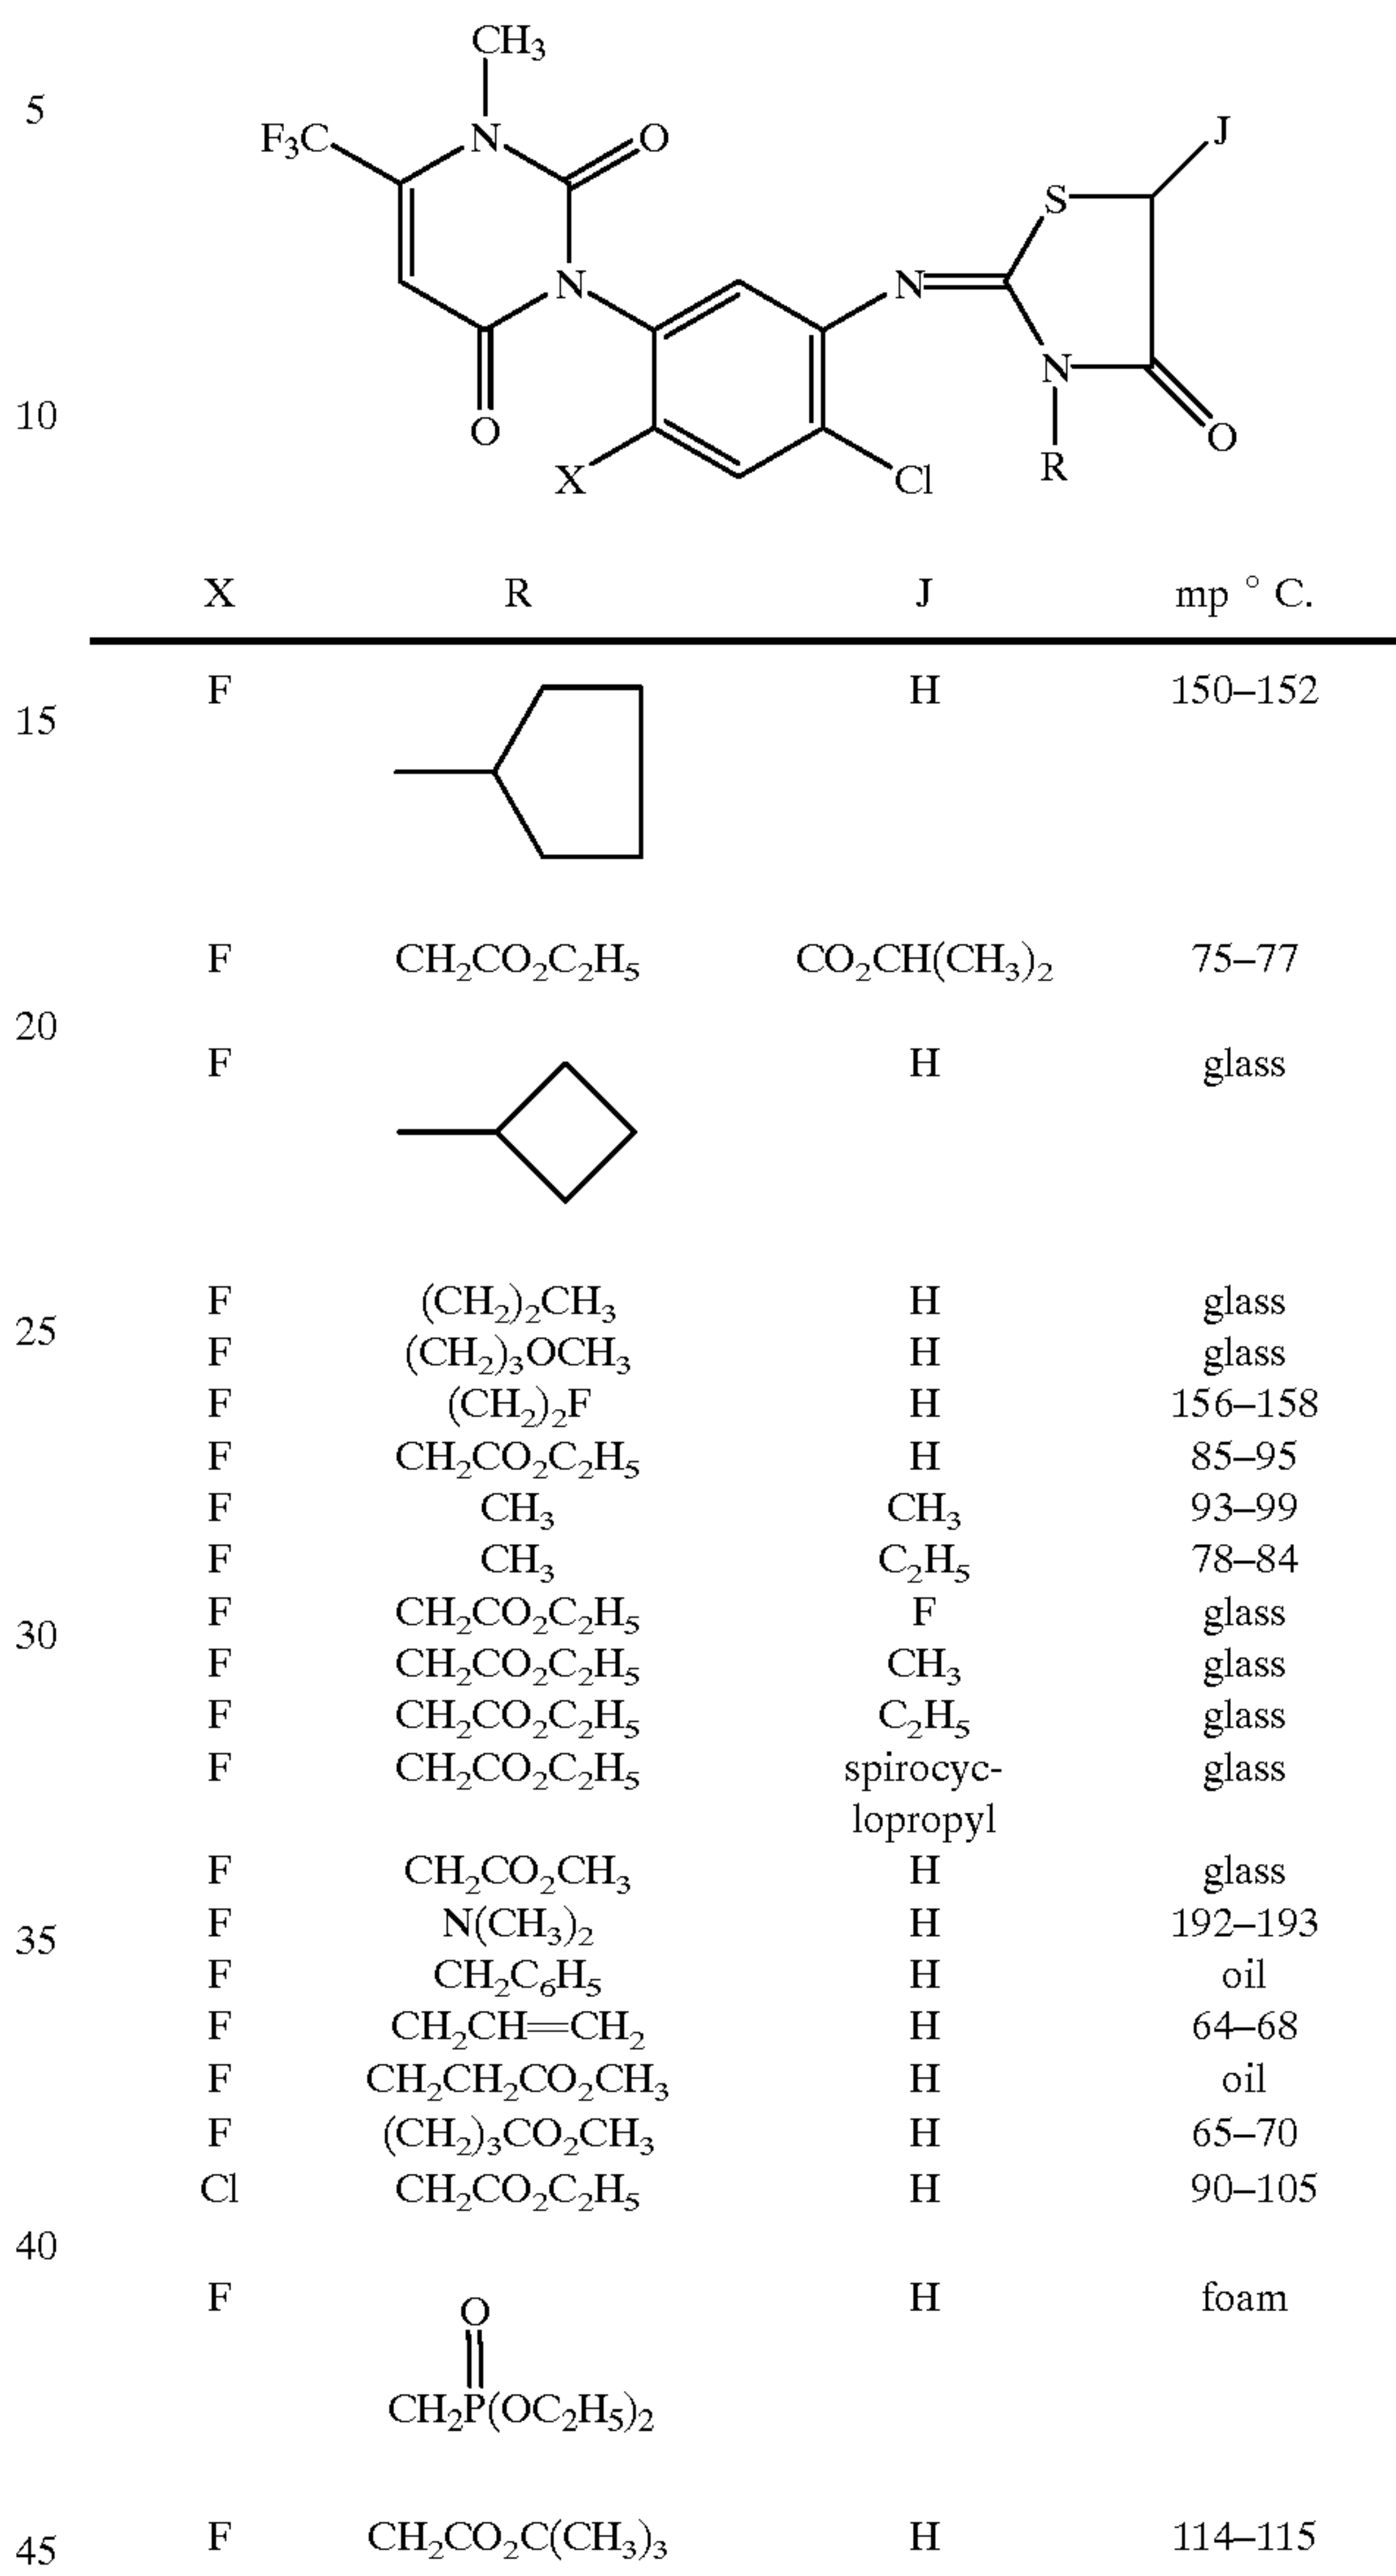 CH₃
5
F₃C N O J
S
N N
N
10
O O
X Cl R
X R J mp ° C.
F H 150–152
15
F CH₂CO₂C₂H₅ CO₂CH(CH₃)₂ 75–77
20
F H glass
F (CH₂)₂CH₃ H glass
25
F (CH₂)₃OCH₃ H glass
F (CH₂)₂F H 156–158
F CH₂CO₂C₂H₅ H 85–95
F CH₃ CH₃ 93–99
F CH₃ C₂H₅ 78–84
F CH₂CO₂C₂H₅ F glass
30
F CH₂CO₂C₂H₅ CH₃ glass
F CH₂CO₂C₂H₅ C₂H₅ glass
F CH₂CO₂C₂H₅ spirocyc- glass
lopropyl
F CH₂CO₂CH₃ H glass
F N(CH₃)₂ H 192–193
35
F CH₂C₆H₅ H oil
F CH₂CH=CH₂ H 64–68
F CH₂CH₂CO₂CH₃ H oil
F (CH₂)₃CO₂CH₃ H 65–70
Cl CH₂CO₂C₂H₅ H 90–105
40
F H foam
O
CH₂P(OC₂H₅)₂
F CH₂CO₂C(CH₃)₃ H 114–115
45